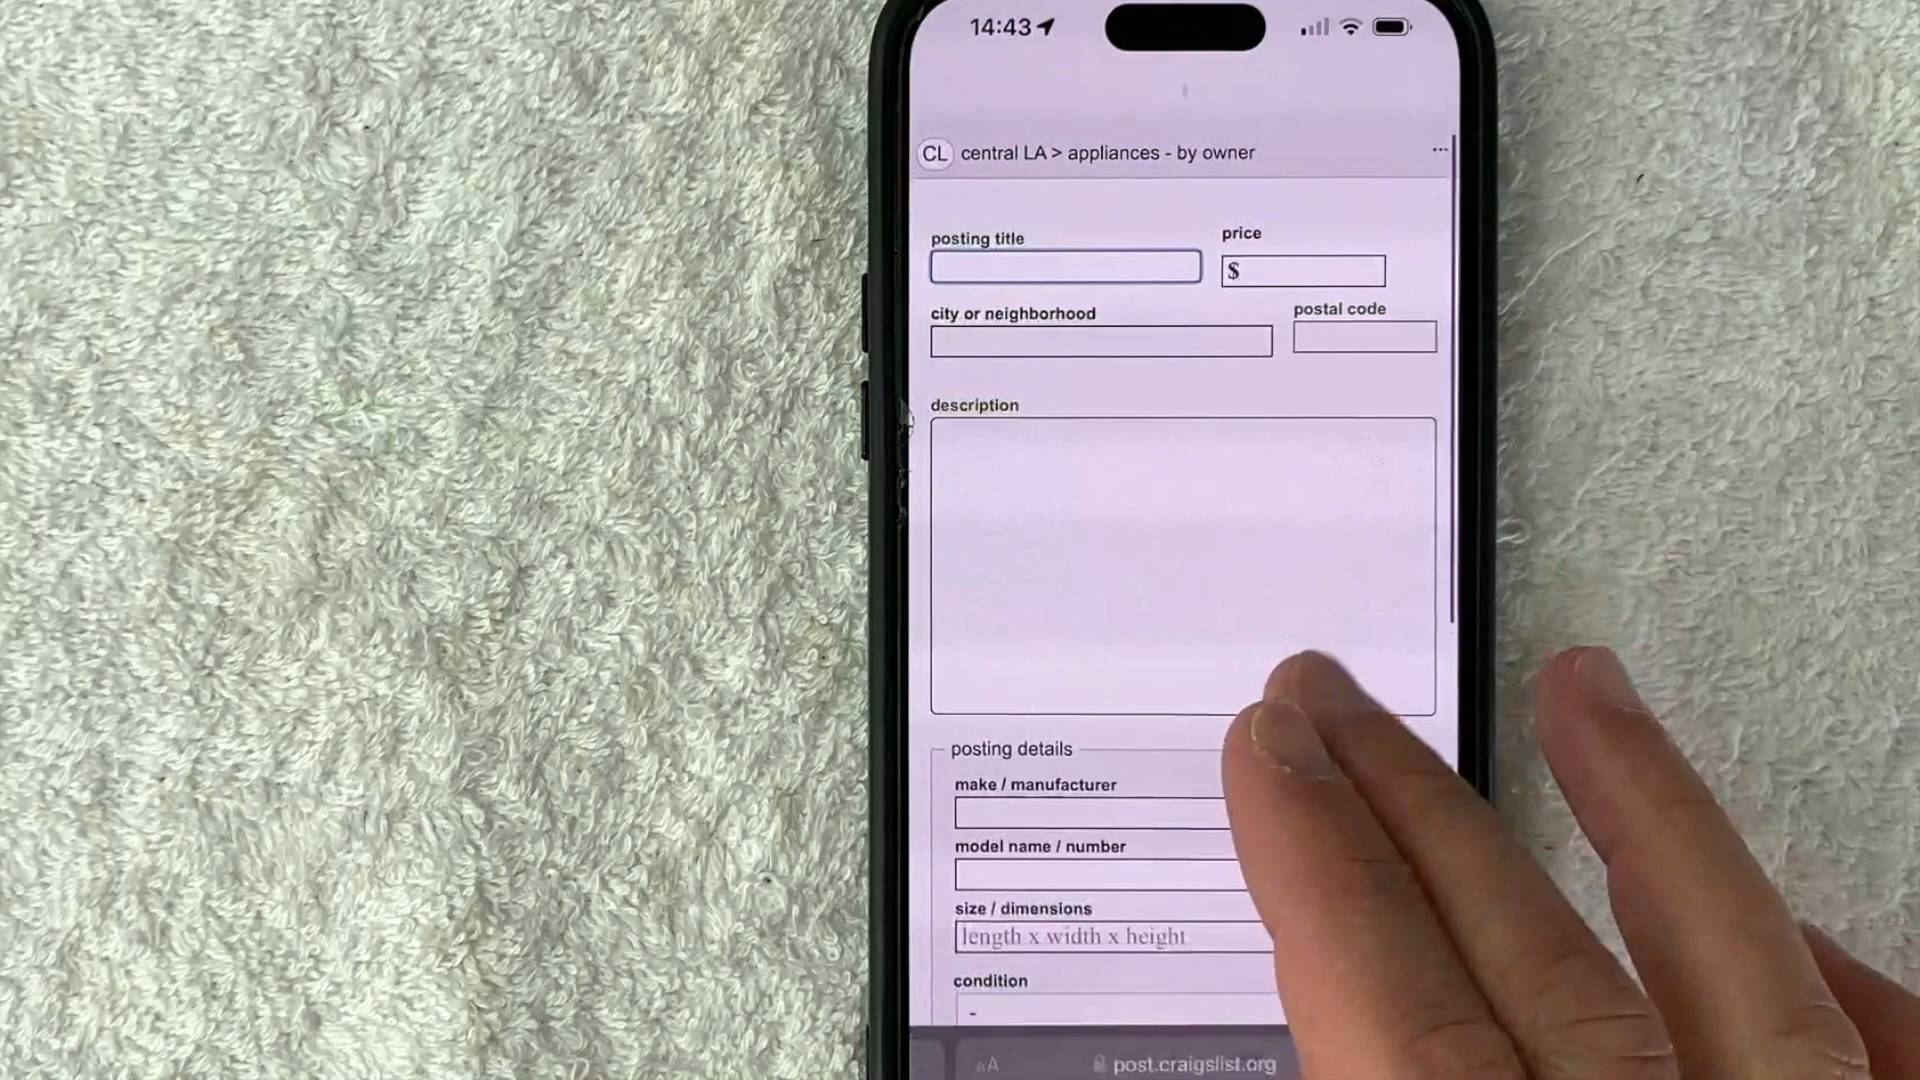 14:43
CL central LA > appliances - by owner ...
posting title price
$
city or neighborhood postal code
description
posting details
make / manufacturer
model name / number
size / dimensions
length x width x height
condition
-
AA post.craigslist.org